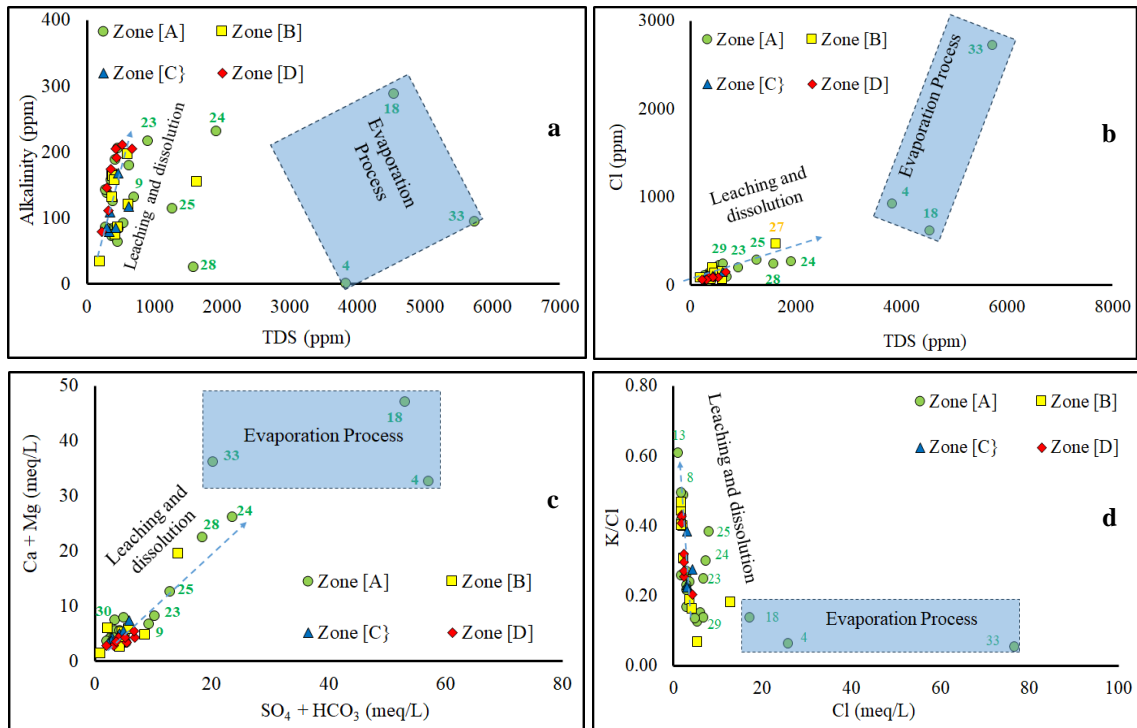 Zone [A]
Zone [B]
Zone [C}
Zone [D]
400
300
200
100
0
Alkalinity (ppm)
23
24
9
25
28
18
33
4
Leaching and dissolution
Evaporation
Process
a
0
1000
2000
3000
4000
5000
6000
7000
TDS (ppm)
Zone [A]
Zone [B]
Zone [C}
Zone [D]
3000
2000
1000
0
Cl (ppm)
33
4
18
Evaporation Process
Leaching and
dissolution
27
29
23
25
24
28
b
0
2000
4000
6000
8000
TDS (ppm)
50
40
30
20
10
0
Ca + Mg (meq/L)
Evaporation Process
18
33
4
Leaching and
dissolution
24
28
25
23
30
9
c
Zone [A]
Zone [B]
Zone [C}
Zone [D]
0
20
40
60
80
SO4 + HCO3 (meq/L)
0.80
0.60
0.40
0.20
0.00
K/Cl
Zone [A]
Zone [B]
Zone [C}
Zone [D]
13
8
Leaching and
dissolution
25
24
23
29
d
Evaporation Process
18
4
33
0
20
40
60
80
100
Cl (meq/L)